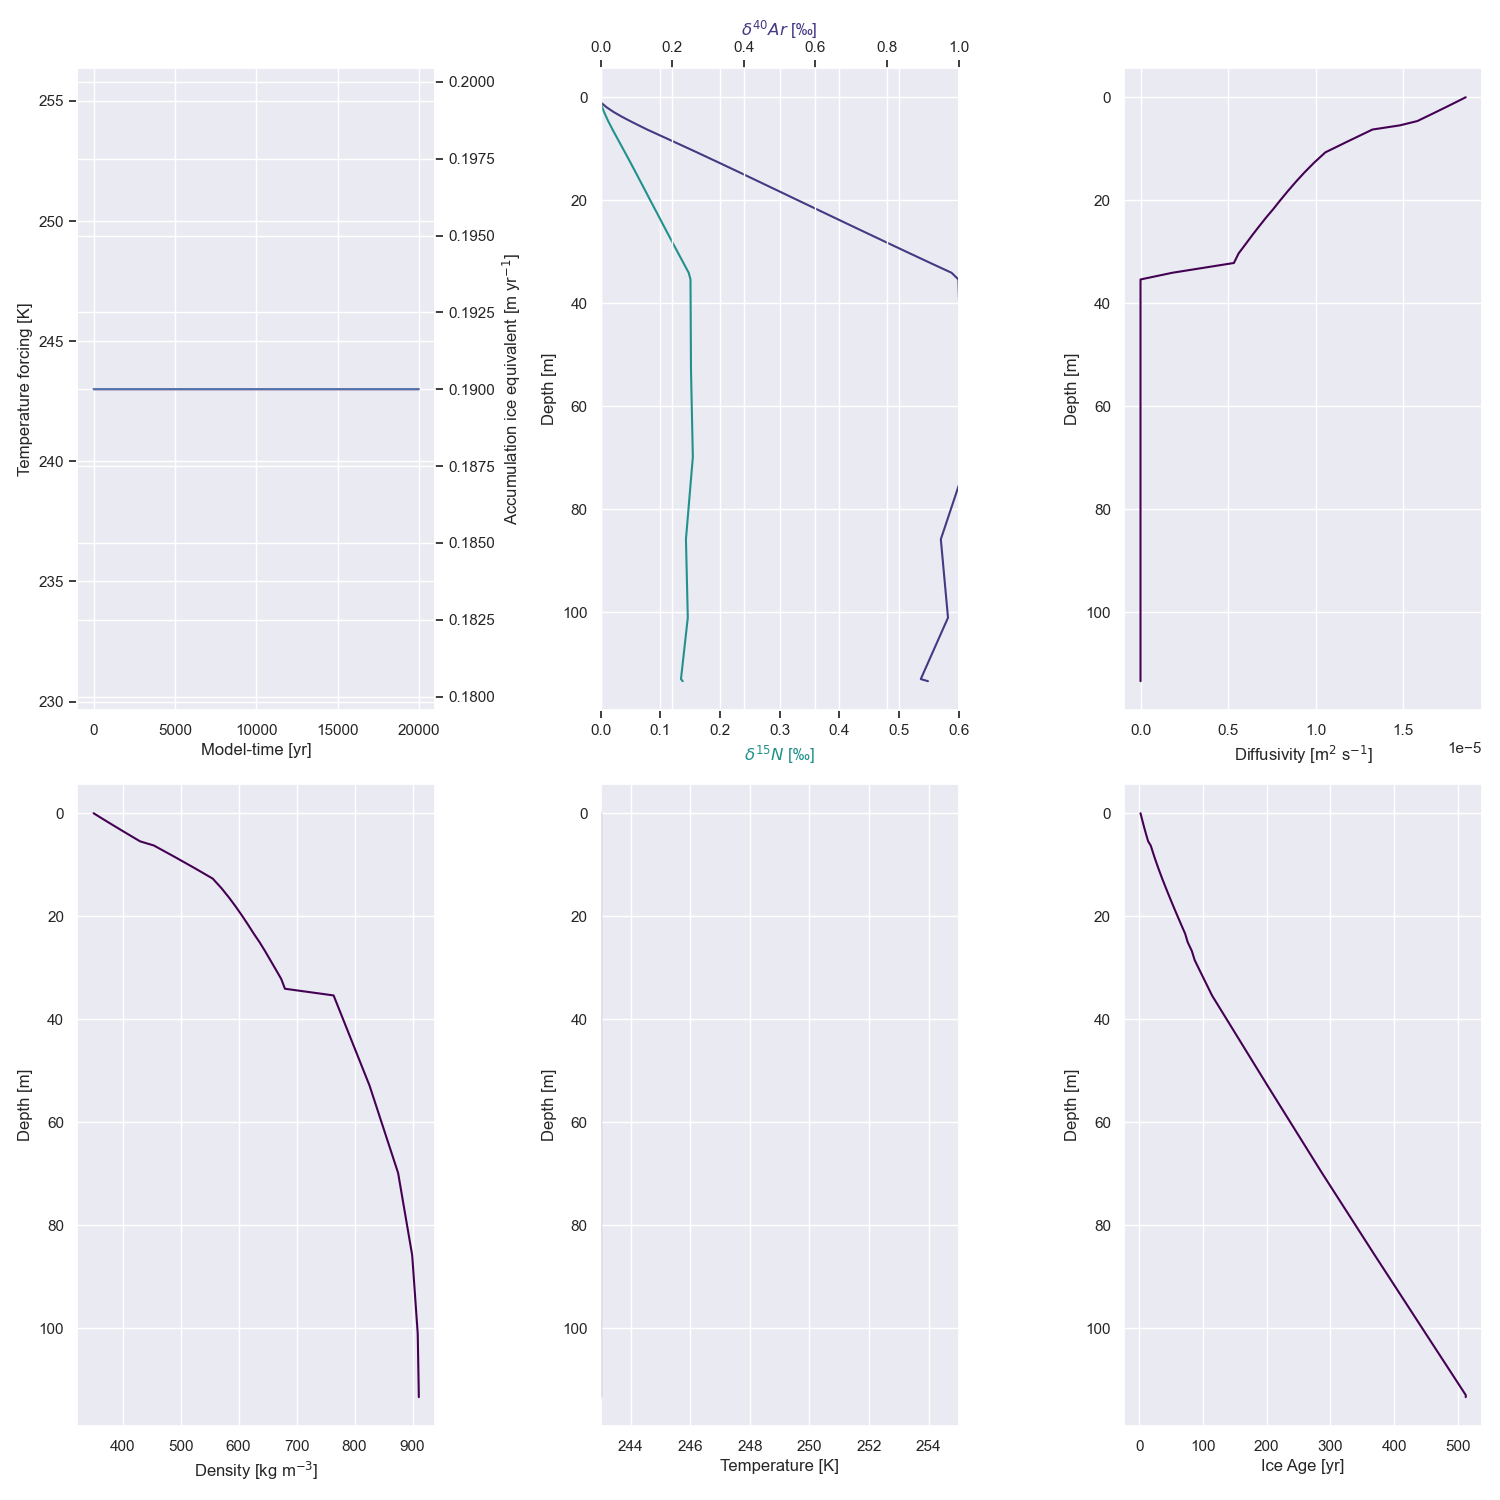 δ⁴⁰Ar [‰]
0.0 0.2 0.4 0.6 0.8 1.0
255
250
245
240
235
230
Temperature forcing [K]
0 5000 10000 15000 20000
Model-time [yr]
0.2000
0.1975
0.1950
0.1925
0.1900
0.1875
0.1850
0.1825
0.1800
Accumulation ice equivalent [m yr⁻¹]
0
20
40
60
80
100
Depth [m]
0.0 0.1 0.2 0.3 0.4 0.5 0.6
δ¹⁵N [‰]
0
20
40
60
80
100
Depth [m]
0.0 0.5 1.0 1.5
1e−5
Diffusivity [m² s⁻¹]
0
20
40
60
80
100
Depth [m]
400 500 600 700 800 900
Density [kg m⁻³]
0
20
40
60
80
100
Depth [m]
244 246 248 250 252 254
Temperature [K]
0
20
40
60
80
100
Depth [m]
0 100 200 300 400 500
Ice Age [yr]